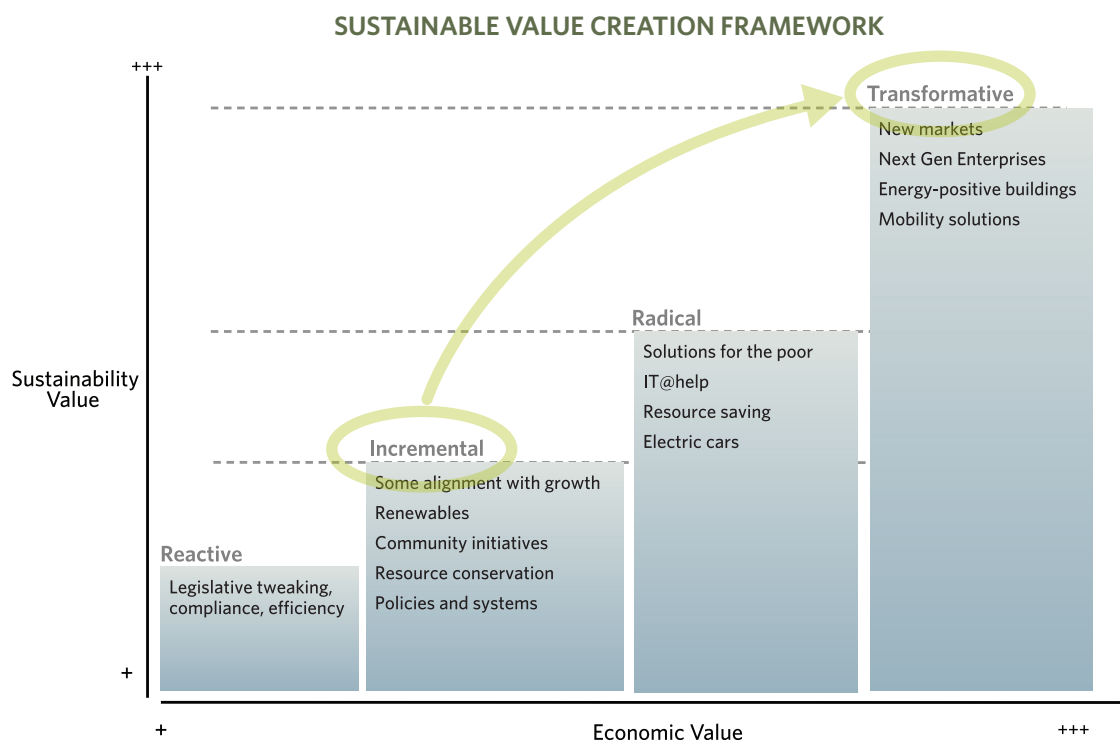 SUSTAINABLE VALUE CREATION FRAMEWORK
+++
Transformative
New markets
Next Gen Enterprises
Energy-positive buildings
Mobility solutions
Radical
Solutions for the poor
IT@help
Resource saving
Electric cars
Sustainability
Value
Incremental
Some alignment with growth
Renewables
Community initiatives
Resource conservation
Policies and systems
Reactive
Legislative tweaking,
compliance, efficiency
+
+
Economic Value
+++